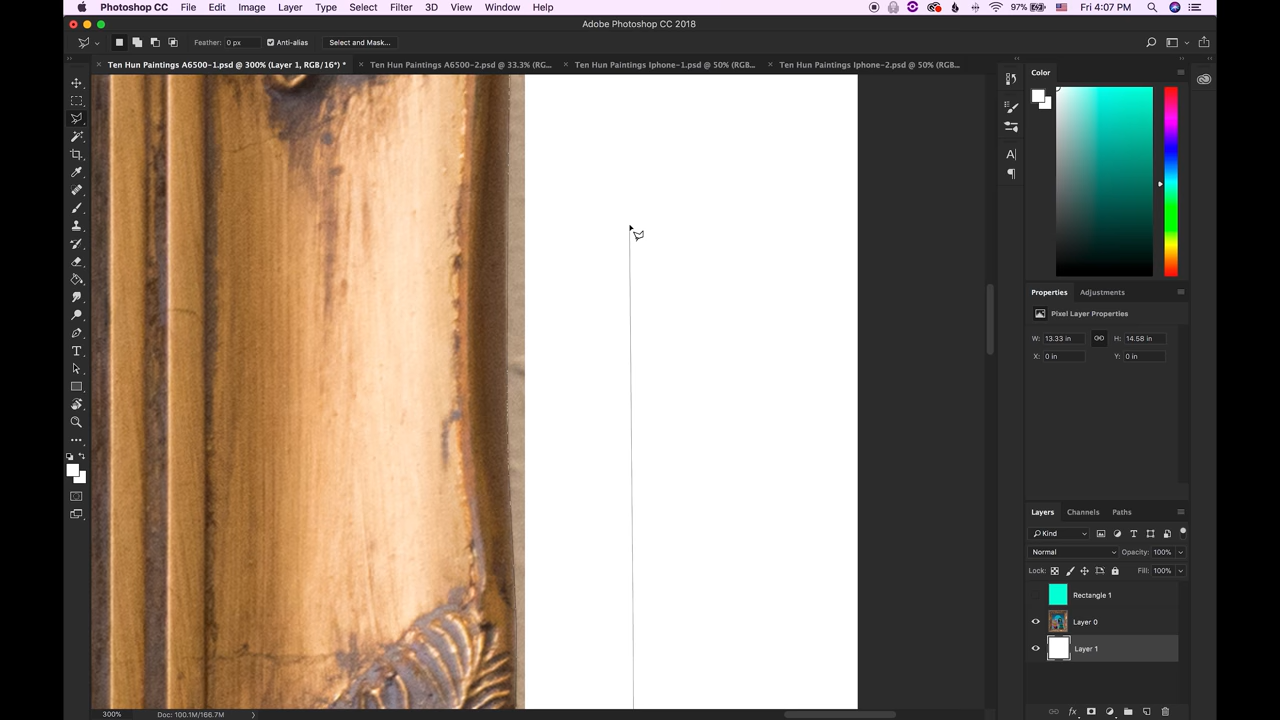 Photoshop CC File Edit Image Layer Type Select Filter 3D View Window Help 97% Fri 4:07 PM
Adobe Photoshop CC 2018
Feather: 0 px Anti-alias Select and Mask...
Ten Hun Paintings A6500-1.psd @ 300% (Layer 1, RGB/16*) * Ten Hun Paintings A6500-2.psd @ 33.3% (RG... Ten Hun Paintings Iphone-1.psd @ 50% (RGB... Ten Hun Paintings Iphone-2.psd @ 50% (RGB...
Color
Properties Adjustments
Pixel Layer Properties
W: 13.33 in H: 14.58 in
X: 0 in Y: 0 in
Layers Channels Paths
Kind
Normal Opacity: 100%
Lock: Fill: 100%
Rectangle 1
Layer 0
Layer 1
300% Doc: 100.1M/166.7M